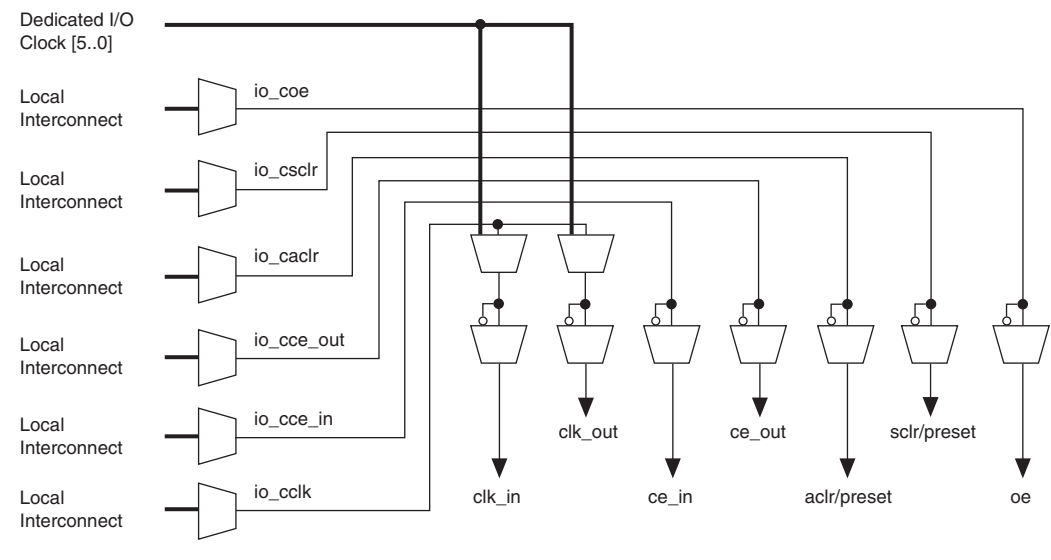 Dedicated I/O
Clock [5..0]
Local
Interconnect
io_coe
Local
Interconnect
io_csclr
Local
Interconnect
io_caclr
Local
Interconnect
io_cce_out
Local
Interconnect
io_cce_in
Local
Interconnect
io_cclk
clk_out
ce_out
sclr/preset
clk_in
ce_in
aclr/preset
oe